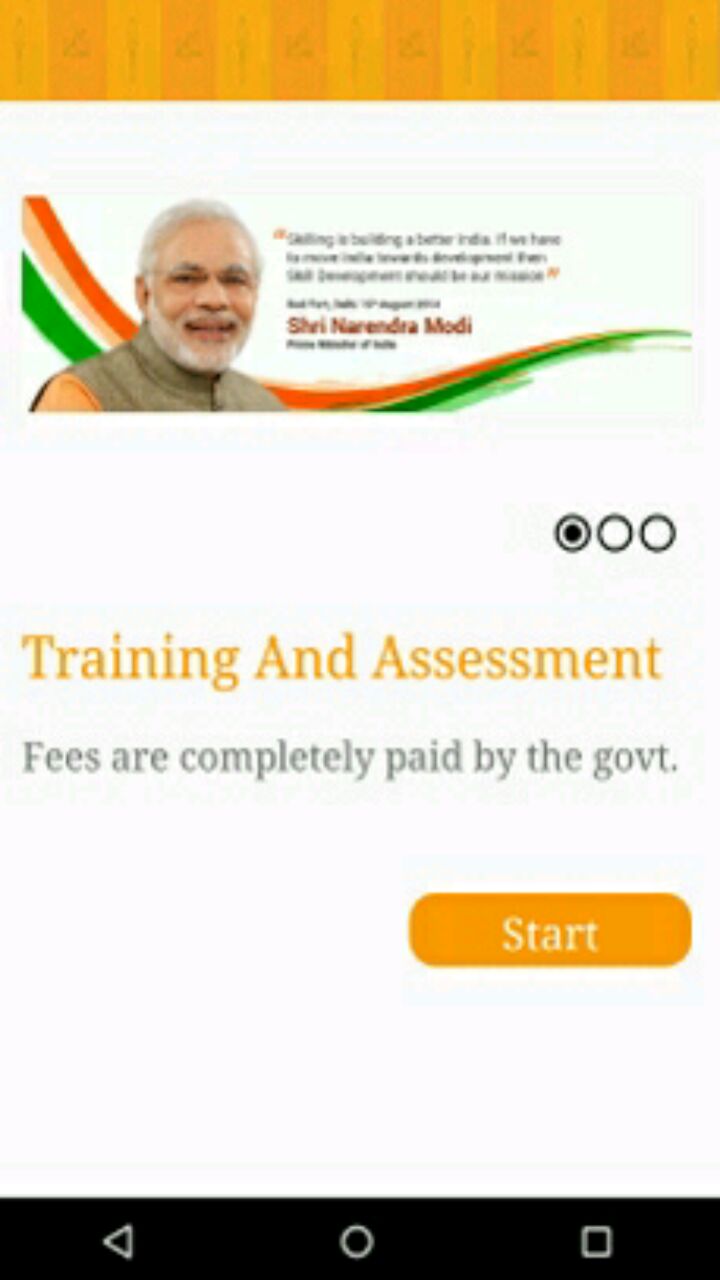 “Skilling is building a better India. If we have
to move India towards development then
Skill Development should be our mission”
Red Fort, Delhi 15th August 2014
Shri Narendra Modi
Prime Minister of India
Training And Assessment
Fees are completely paid by the govt.
Start